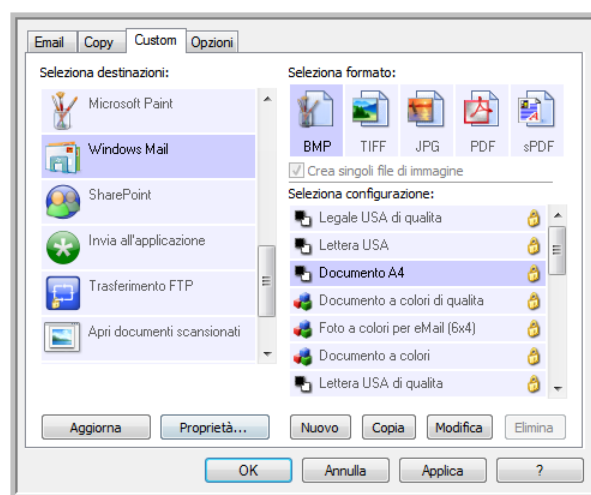 Email Copy Custom Opzioni
Seleziona destinazioni:
Microsoft Paint
Windows Mail
SharePoint
Invia all'applicazione
Trasferimento FTP
Apri documenti scansionati
Aggiorna Proprietà...
Seleziona formato:
BMP TIFF JPG PDF sPDF
Crea singoli file di immagine
Seleziona configurazione:
Legale USA di qualita
Lettera USA
Documento A4
Documento a colori di qualita
Foto a colori per eMail (6x4)
Documento a colori
Lettera USA di qualita
Nuovo Copia Modifica Elimina
OK Annulla Applica ?